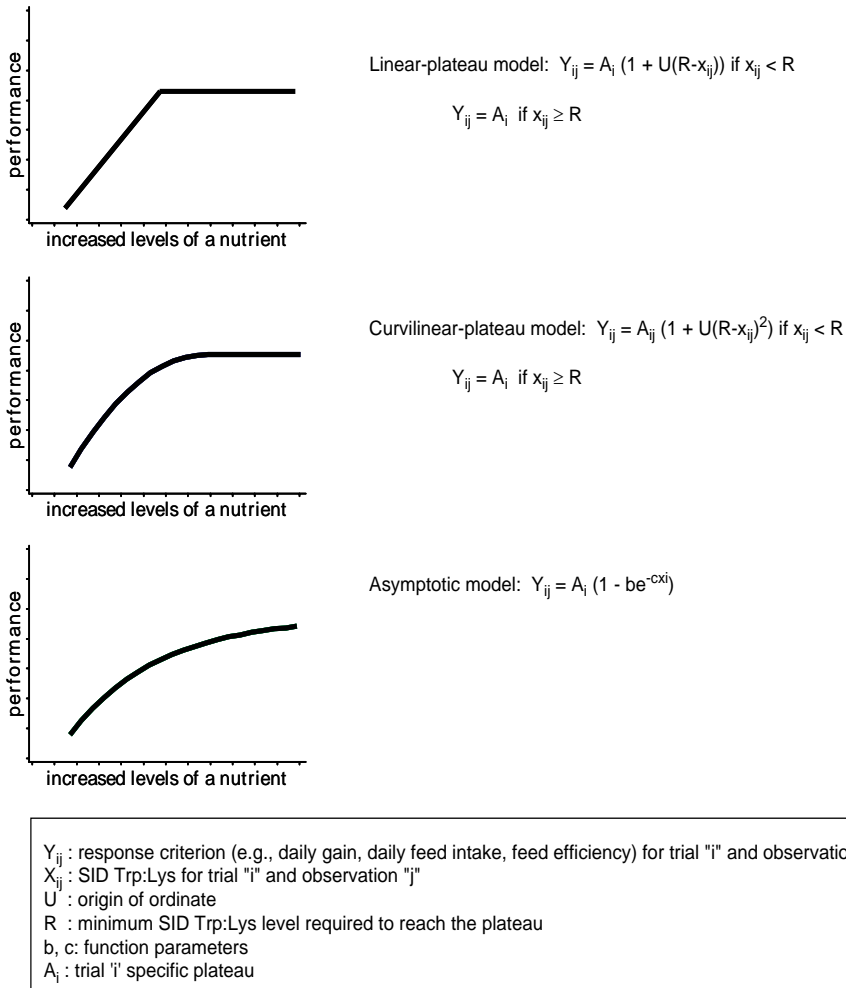 performance
increased levels of a nutrient
Linear-plateau model: Yij = Ai (1 + U(R-xij)) if xij < R
Yij = Ai if xij ≥ R
performance
increased levels of a nutrient
Curvilinear-plateau model: Yij = Aij (1 + U(R-xij)²) if xij < R
Yij = Ai if xij ≥ R
performance
increased levels of a nutrient
Asymptotic model: Yij = Ai (1 - be^-cxi)
Yij : response criterion (e.g., daily gain, daily feed intake, feed efficiency) for trial "i" and
Xij : SID Trp:Lys for trial "i" and observation "j"
U : origin of ordinate
R : minimum SID Trp:Lys level required to reach the plateau
b, c: function parameters
Ai : trial 'i' specific plateau